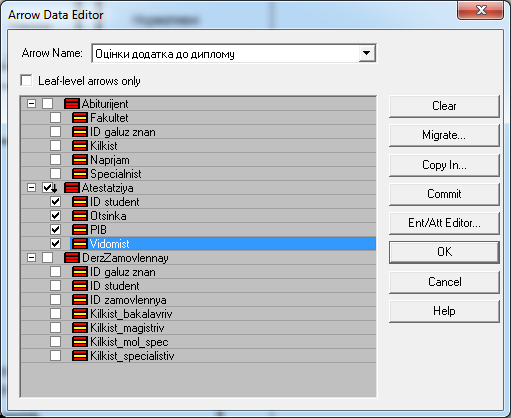 Arrow Data Editor
Arrow Name: Оцінки додатка до диплому
Leaf-level arrows only
Abiturijent
Fakultet
ID galuz znan
Kilkist
Naprjam
Specialnist
Atestatziya
ID student
Otsinka
PIB
Vidomist
DerzZamovlennay
ID galuz znan
ID student
ID zamovlennya
Kilkist_bakalavriv
Kilkist_magistriv
Kilkist_mol_spec
Kilkist_specialistiv
Clear
Migrate...
Copy In...
Commit
Ent/Att Editor...
OK
Cancel
Help